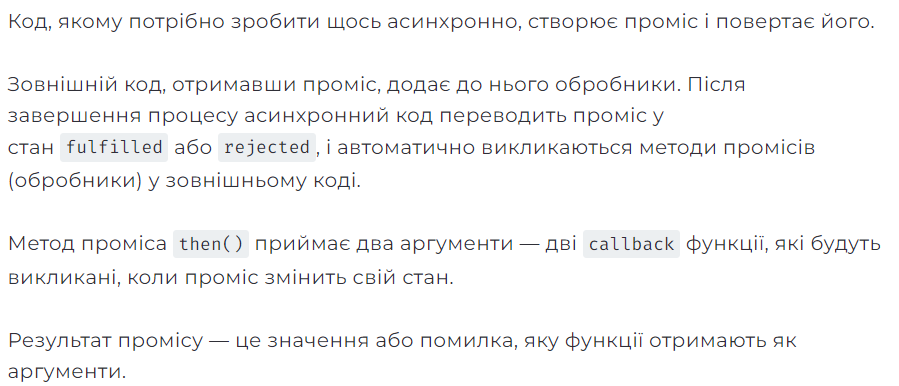 Код, якому потрібно зробити щось асинхронно, створює проміс і повертає його.
Зовнішній код, отримавши проміс, додає до нього обробники. Після
завершення процесу асинхронний код переводить проміс у
стан fulfilled або rejected, і автоматично викликаються методи промісів
(обробники) у зовнішньому коді.
Метод проміса then() приймає два аргументи — дві callback функції, які будуть
викликані, коли проміс змінить свій стан.
Результат промісу — це значення або помилка, яку функції отримають як
аргументи.